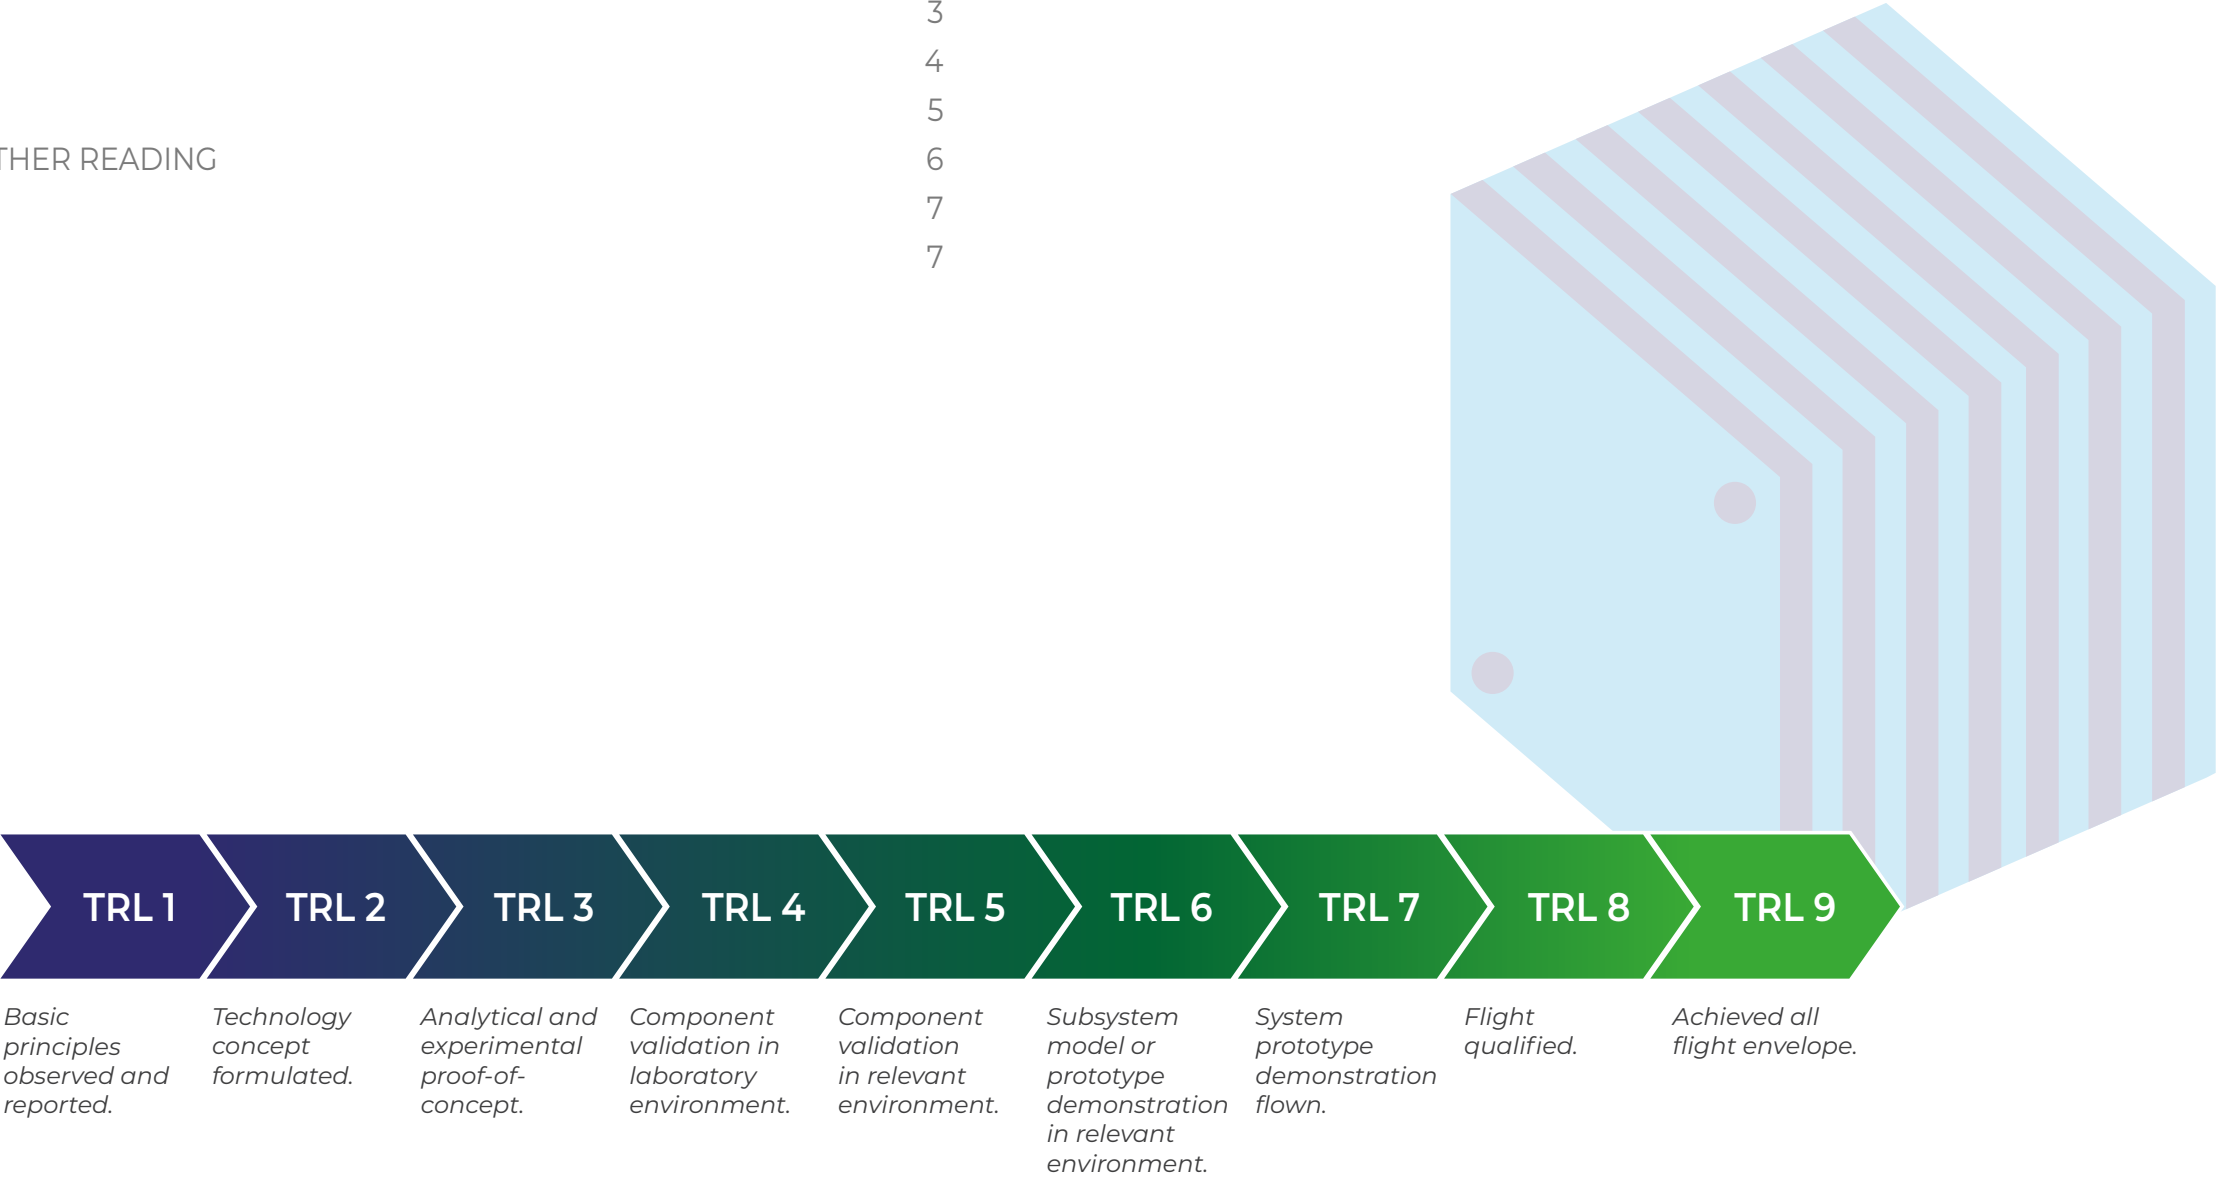 3
4
5
THER READING 6
7
7
TRL 1
TRL 2
TRL 3
TRL 4
TRL 5
TRL 6
TRL 7
TRL 8
TRL 9
Basic
principles
observed and
reported.
Technology
concept
formulated.
Analytical and
experimental
proof-of-
concept.
Component
validation in
laboratory
environment.
Component
validation
in relevant
environment.
Subsystem
model or
prototype
demonstration
in relevant
environment.
System
prototype
demonstration
flown.
Flight
qualified.
Achieved all
flight envelope.